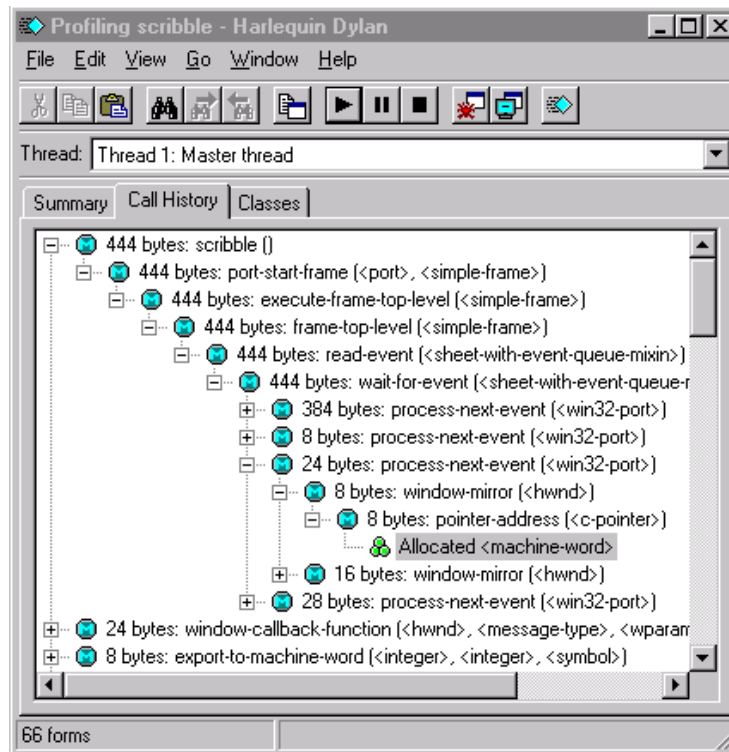 Profiling scribble - Harlequin Dylan
File Edit View Go Window Help
Thread: Thread 1: Master thread
Summary Call History Classes
444 bytes: scribble ()
444 bytes: port-start-frame (<port>, <simple-frame>)
444 bytes: execute-frame-top-level (<simple-frame>)
444 bytes: frame-top-level (<simple-frame>)
444 bytes: read-event (<sheet-with-event-queue-mixin>)
444 bytes: wait-for-event (<sheet-with-event-queue-r
384 bytes: process-next-event (<win32-port>)
8 bytes: process-next-event (<win32-port>)
24 bytes: process-next-event (<win32-port>)
8 bytes: window-mirror (<hwnd>)
8 bytes: pointer-address (<c-pointer>)
Allocated <machine-word>
16 bytes: window-mirror (<hwnd>)
28 bytes: process-next-event (<win32-port>)
24 bytes: window-callback-function (<hwnd>, <message-type>, <wparam
8 bytes: export-to-machine-word (<integer>, <integer>, <symbol>)
66 forms